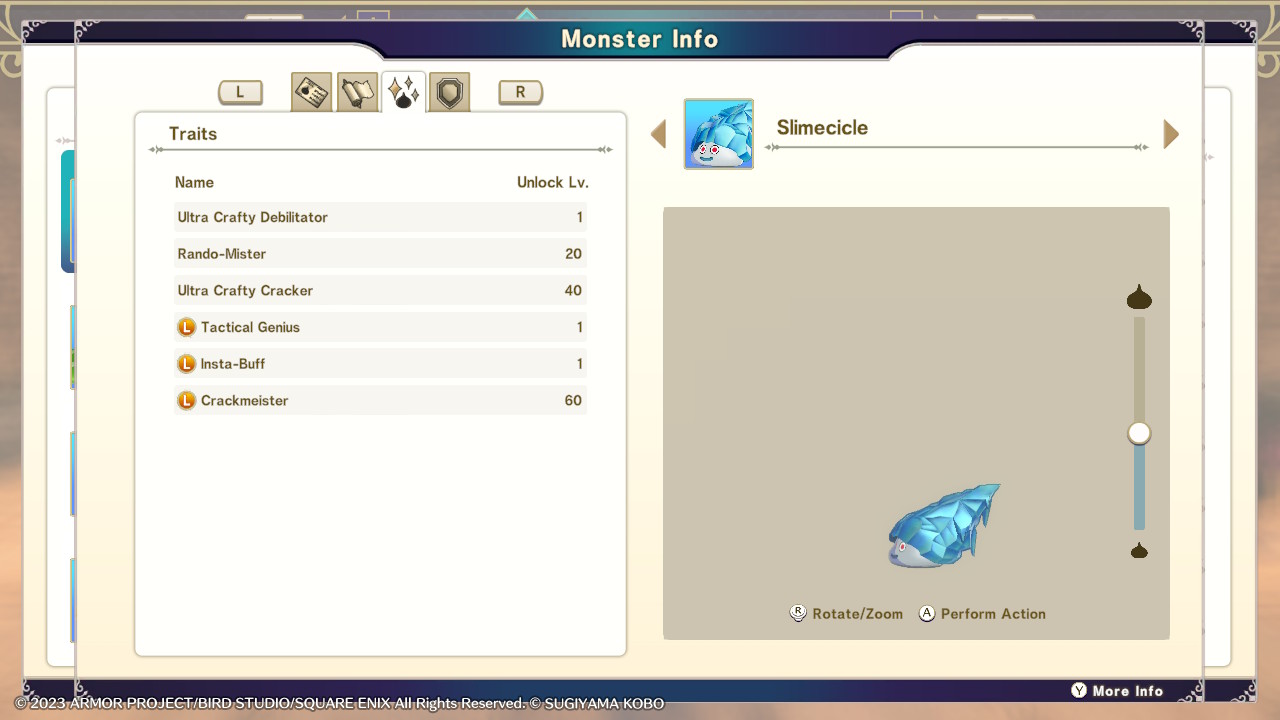 Monster Info
L
R
Traits
Name Unlock Lv.
Ultra Crafty Debilitator 1
Rando-Mister 20
Ultra Crafty Cracker 40
L Tactical Genius 1
L Insta-Buff 1
L Crackmeister 60
Slimecicle
R Rotate/Zoom A Perform Action
Y More Info
© 2023 ARMOR PROJECT/BIRD STUDIO/SQUARE ENIX All Rights Reserved. © SUGIYAMA KOBO